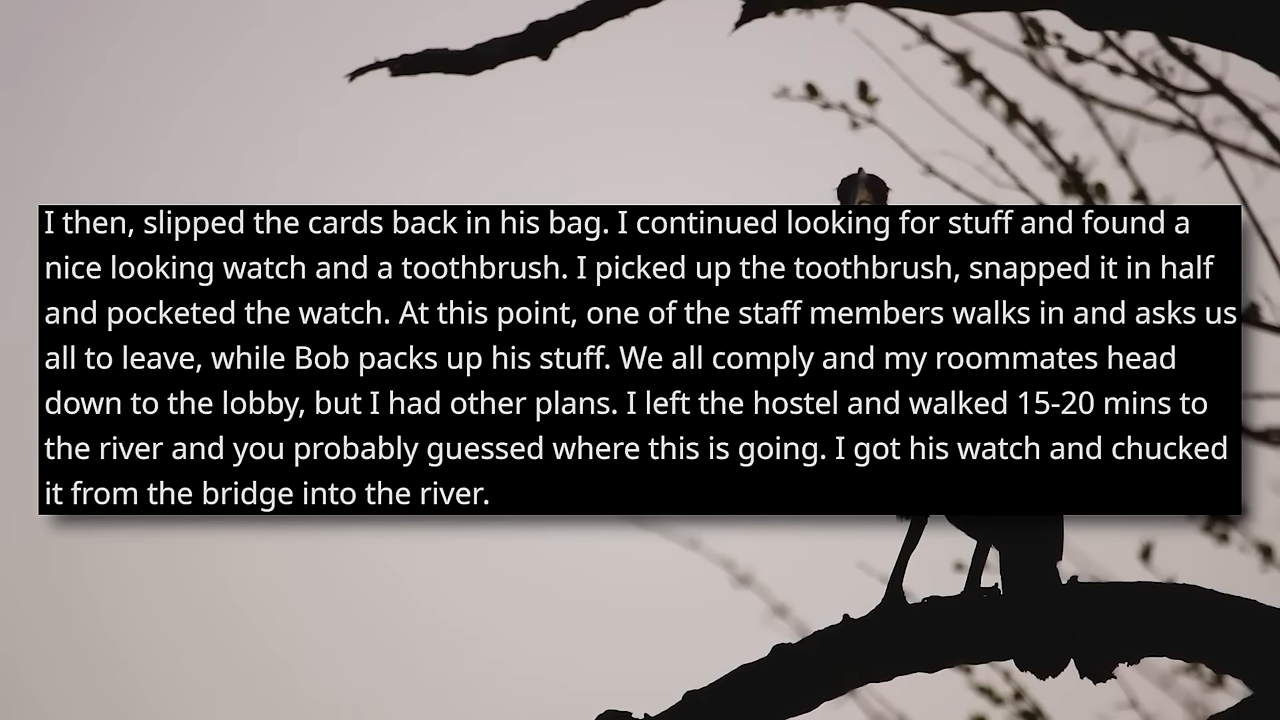 I then, slipped the cards back in his bag. I continued looking for stuff and found a
nice looking watch and a toothbrush. I picked up the toothbrush, snapped it in half
and pocketed the watch. At this point, one of the staff members walks in and asks us
all to leave, while Bob packs up his stuff. We all comply and my roommates head
down to the lobby, but I had other plans. I left the hostel and walked 15-20 mins to
the river and you probably guessed where this is going. I got his watch and chucked
it from the bridge into the river.